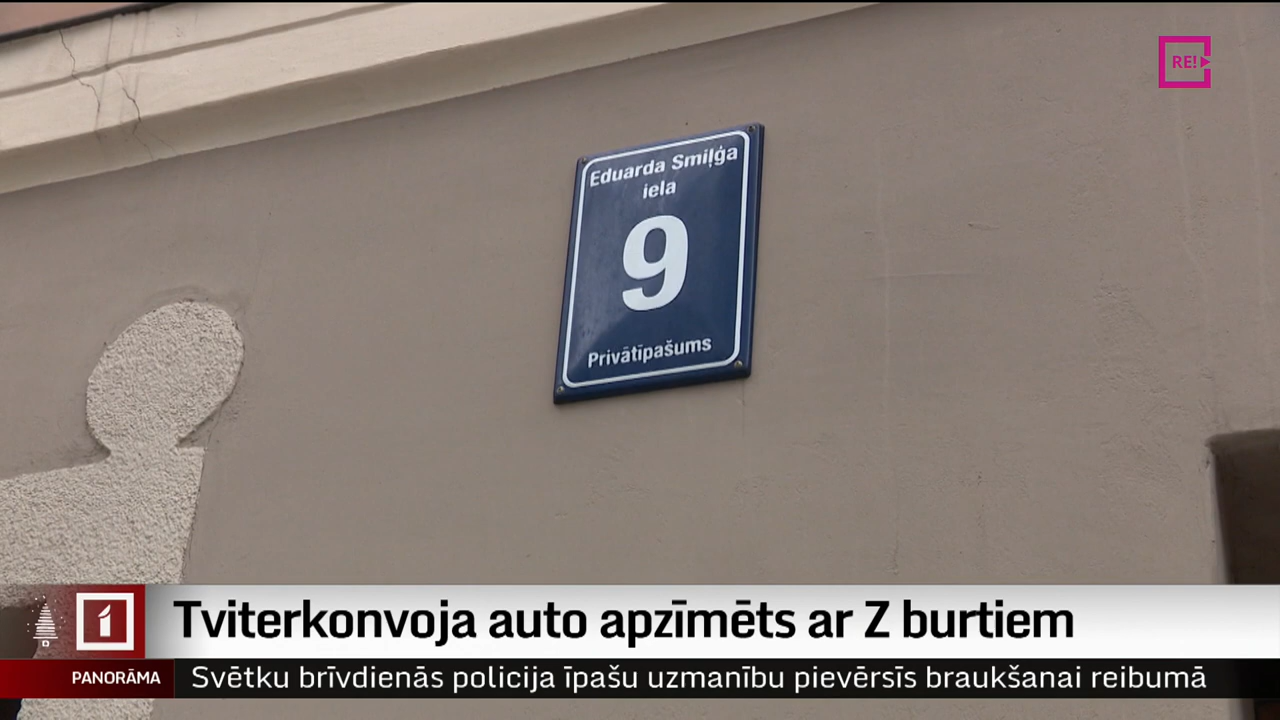 RE!
Eduarda Smiļģa
iela
9
Privātīpašums
1
Tviterkonvoja auto apzīmēts ar Z burtiem
PANORĀMA
Svētku brīvdienās policija īpašu uzmanību pievērsīs braukšanai reibumā